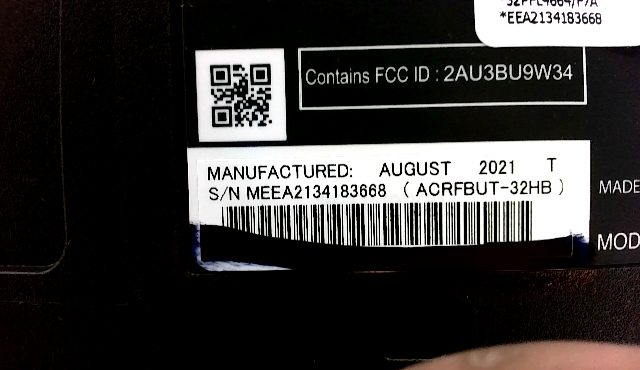 *EEA2134183668
Contains FCC ID : 2AU3BU9W34
MANUFACTURED: AUGUST 2021 T
S/N MEEA2134183668 ( ACRFBUT-32HB )
MADE
MOD